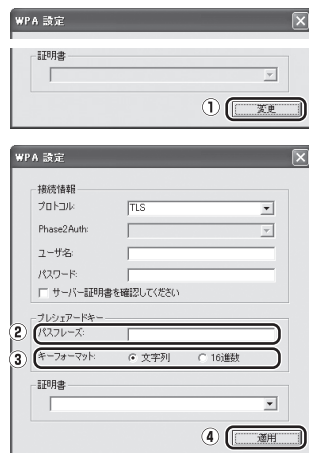 WPA 設定
証明書
① 変更
WPA 設定
接続情報
プロトコル: TLS
Phase2Auth:
ユーザ名:
パスワード:
サーバー証明書を確認してください
プレシェアードキー
② パスフレーズ:
③ キーフォーマット: 文字列 16進数
証明書
④ 適用